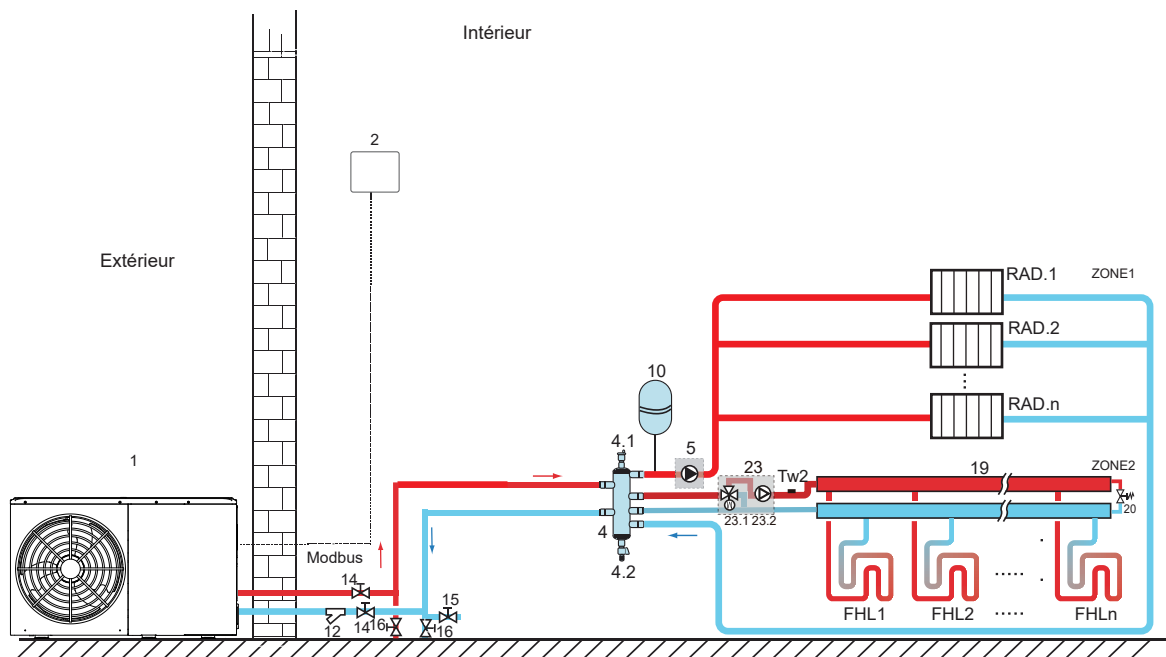 Intérieur
2
Extérieur
RAD.1
ZONE1
RAD.2
10
RAD.n
4.1
5
1
23
Tw2
19
ZONE2
20
4
23.1
23.2
Modbus
4.2
14
15
12
14
16
16
FHL1
FHL2
FHLn